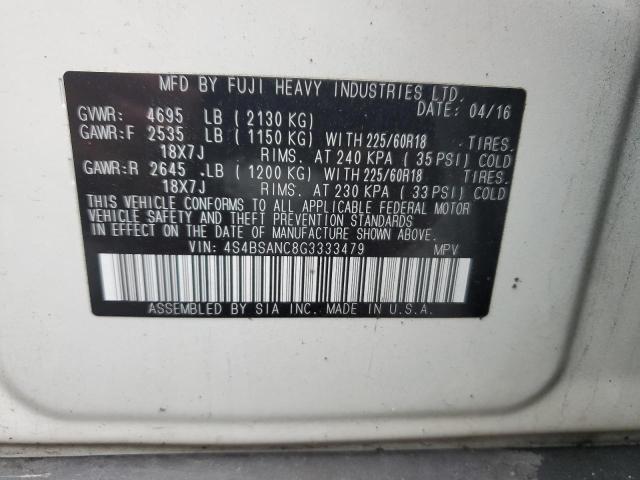 MFD BY FUJI HEAVY INDUSTRIES LTD.
DATE: 04/16
GVWR: 4695 LB (2130 KG)
GAWR:F 2535 LB (1150 KG) WITH 225/60R18 TIRES.
18X7J RIMS. AT 240 KPA (35 PSI) COLD
GAWR:R 2645 .LB (1200 KG) WITH 225/60R18 TIRES.
18X7J RIMS. AT 230 KPA (33 PSI) COLD
THIS VEHICLE CONFORMS TO ALL APPLICABLE FEDERAL MOTOR
VEHICLE SAFETY AND THEFT PREVENTION STANDARDS
IN EFFECT ON THE DATE OF MANUFACTURE SHOWN ABOVE.
VIN: 4S4BSANC8G3333479 MPV
ASSEMBLED BY SIA INC. MADE IN U.S.A.